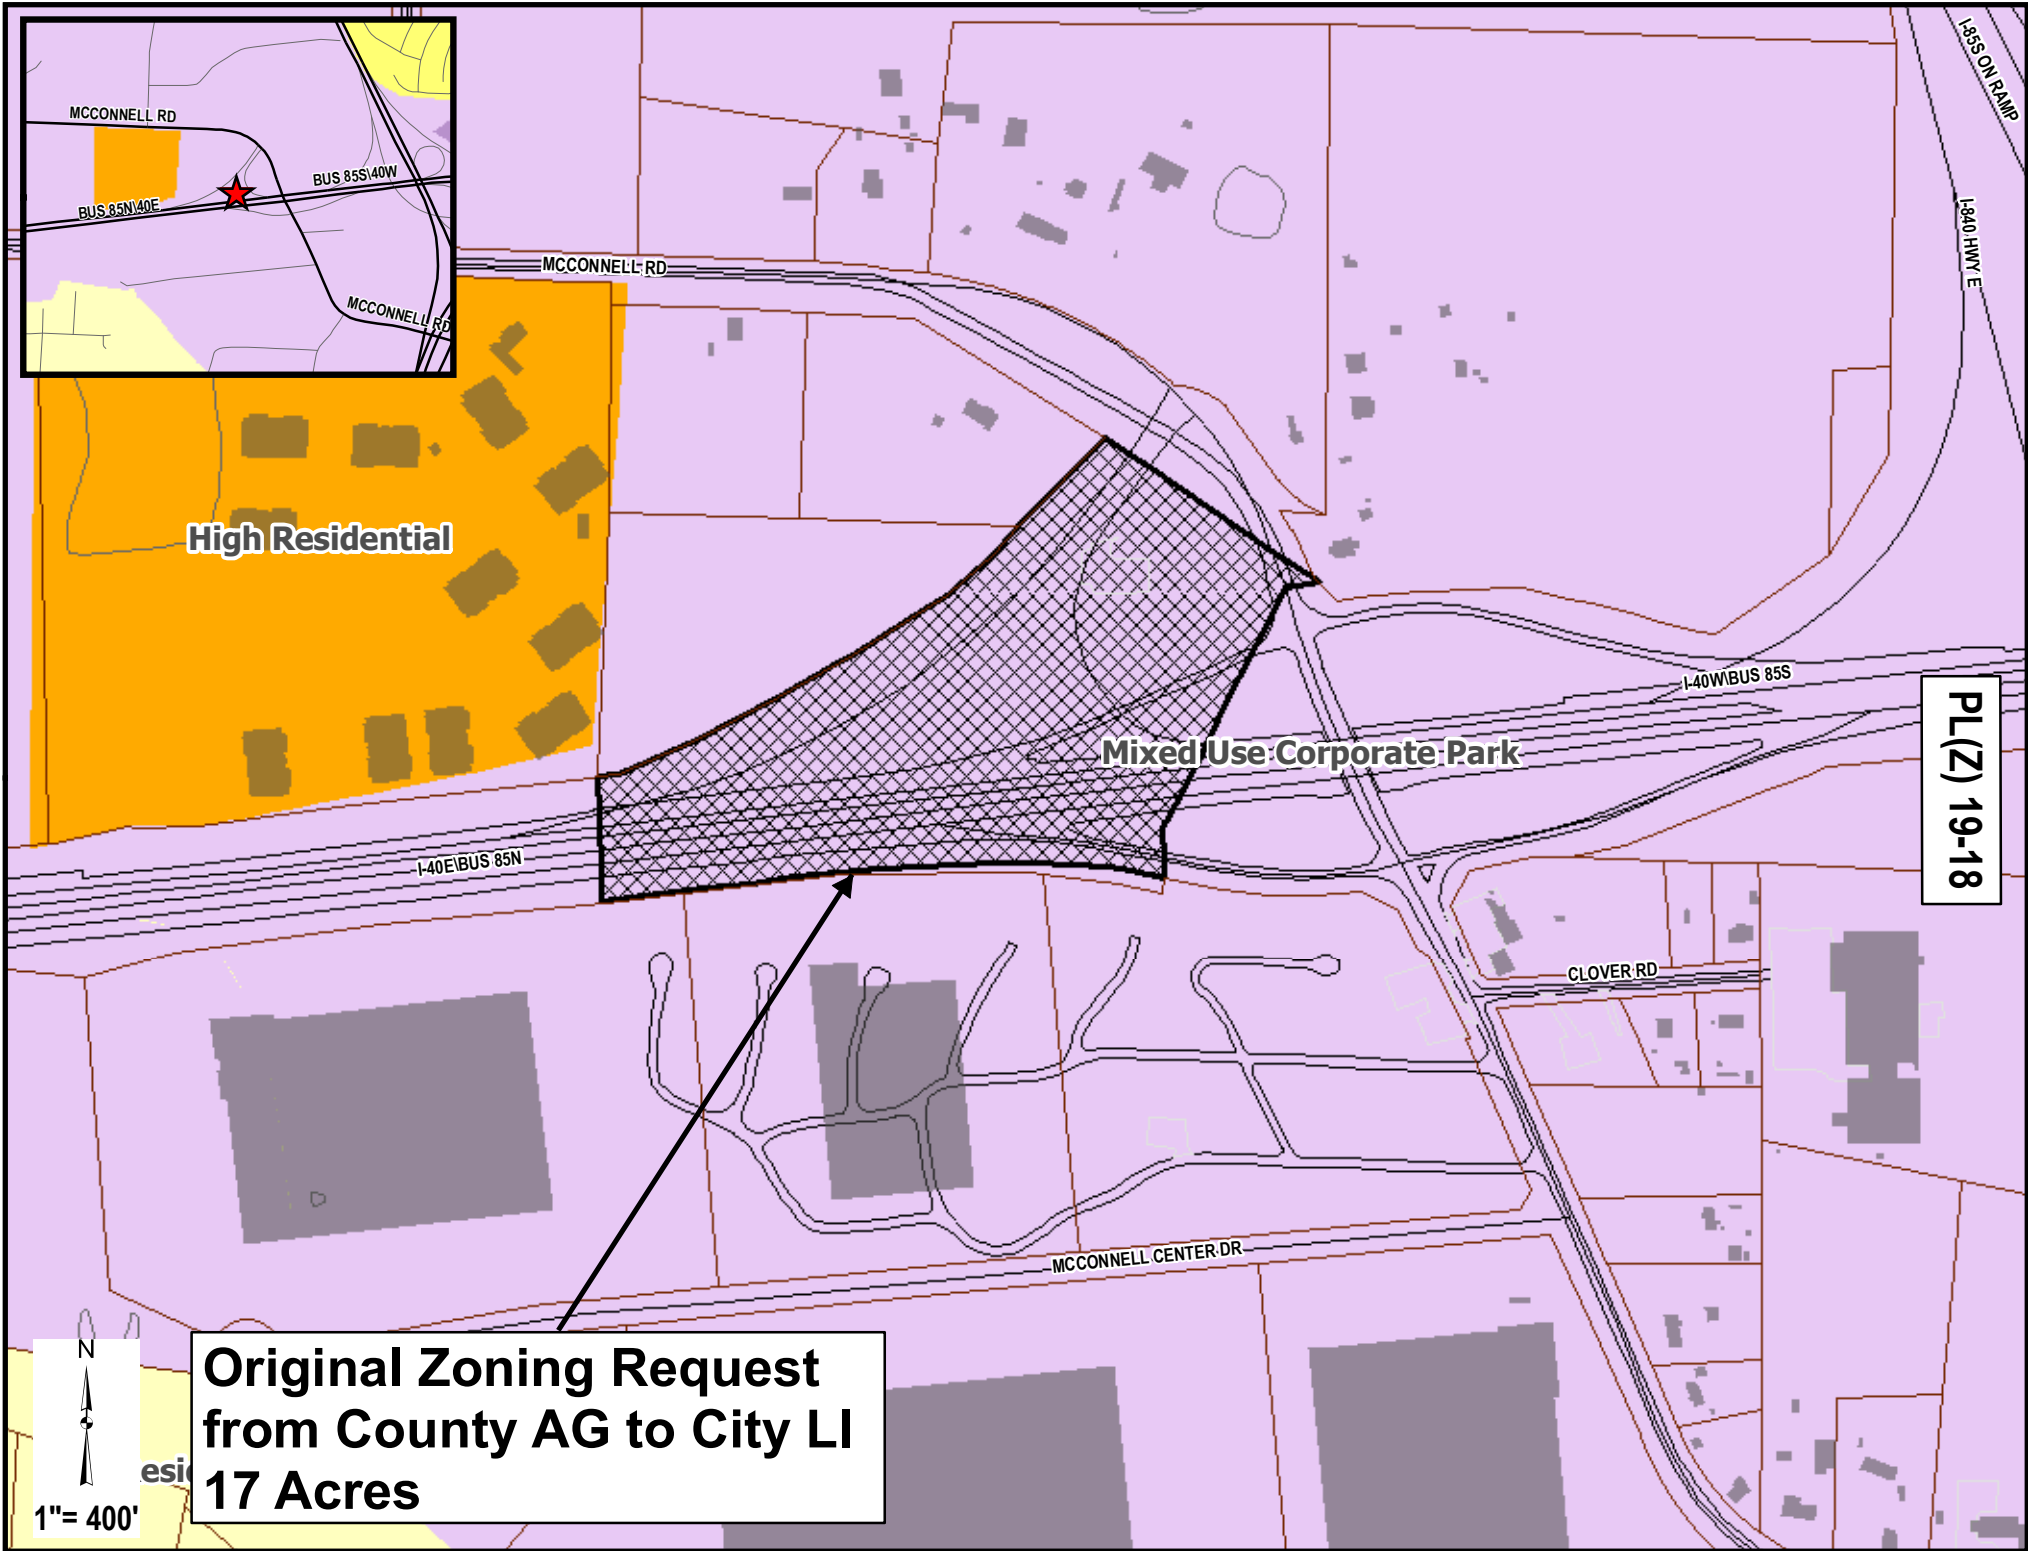 MCCONNELL RD
BUS 85S\40W
BUS 85N\40E
MCCONNELL RD
I-85S ON RAMP
I-840 HWY E
MCCONNELL RD
High Residential
I-40W\BUS 85S
Mixed Use Corporate Park
PL(Z) 19-18
I-40E\BUS 85N
CLOVER RD
MCCONNELL CENTER DR
N
1"= 400'
Original Zoning Request
from County AG to City LI
17 Acres